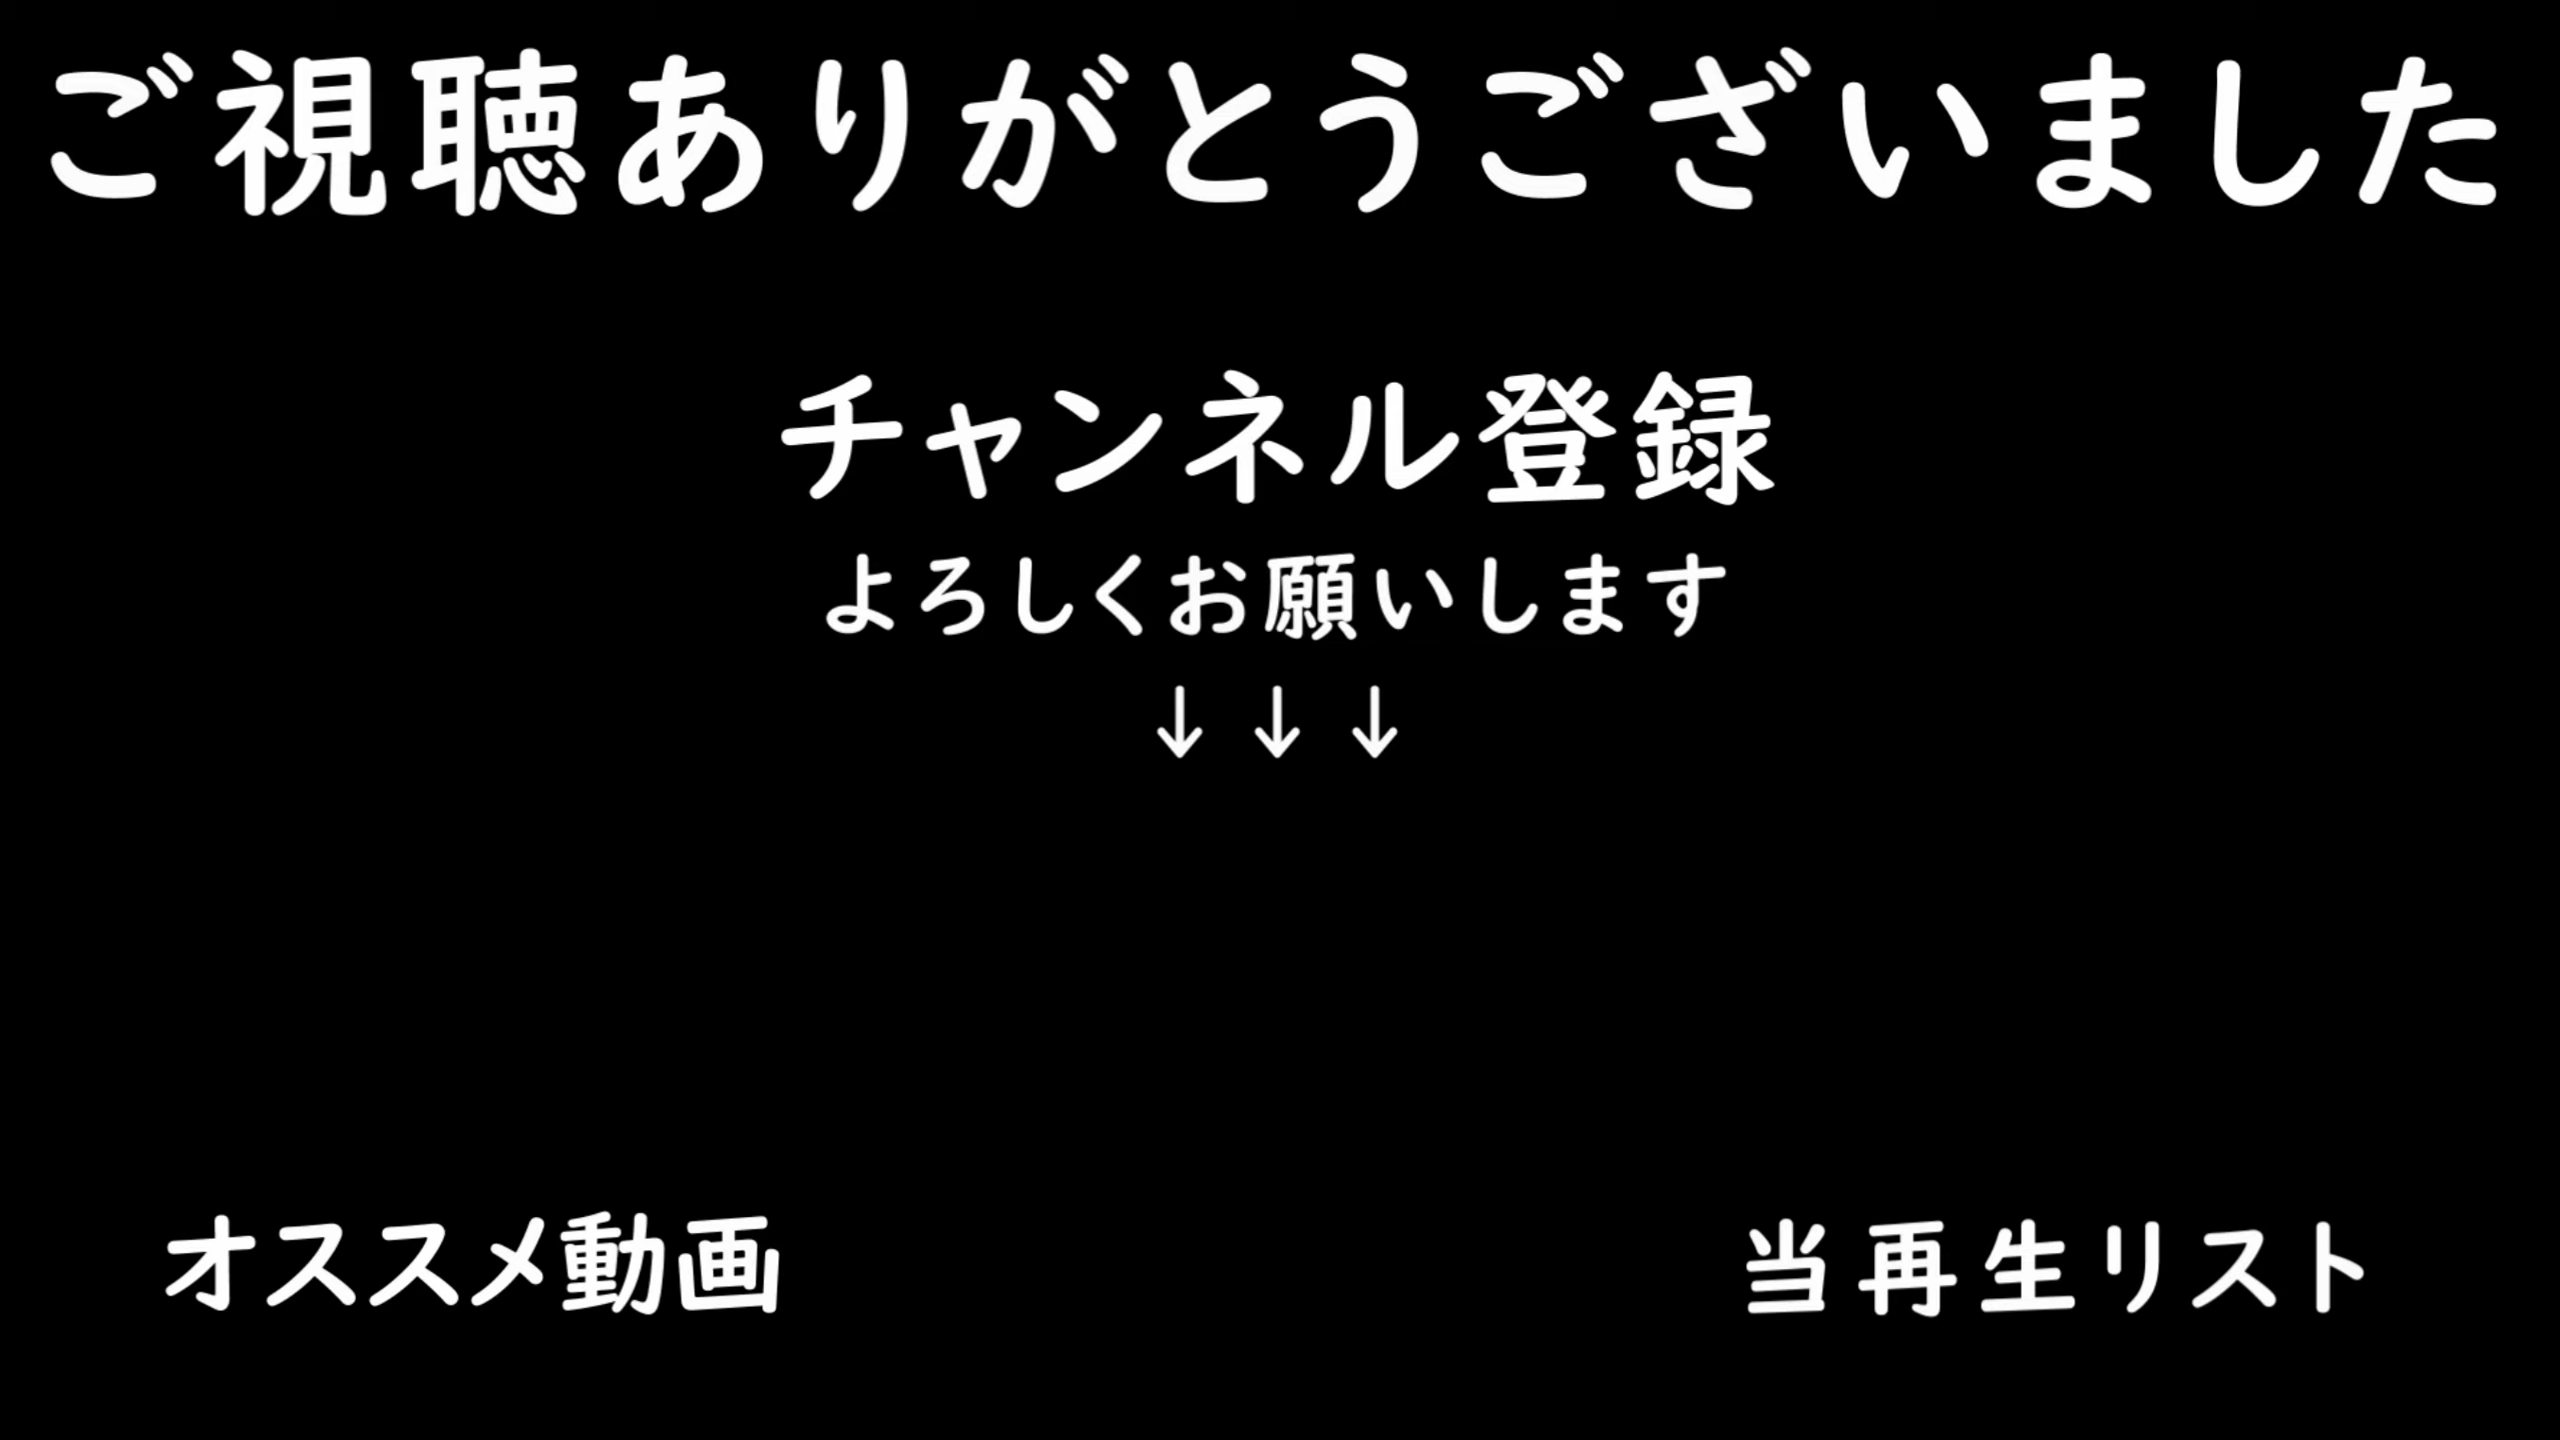 ご視聴ありがとうございました
チャンネル登録
よろしくお願いします
↓ ↓ ↓
オススメ動画
当再生リスト